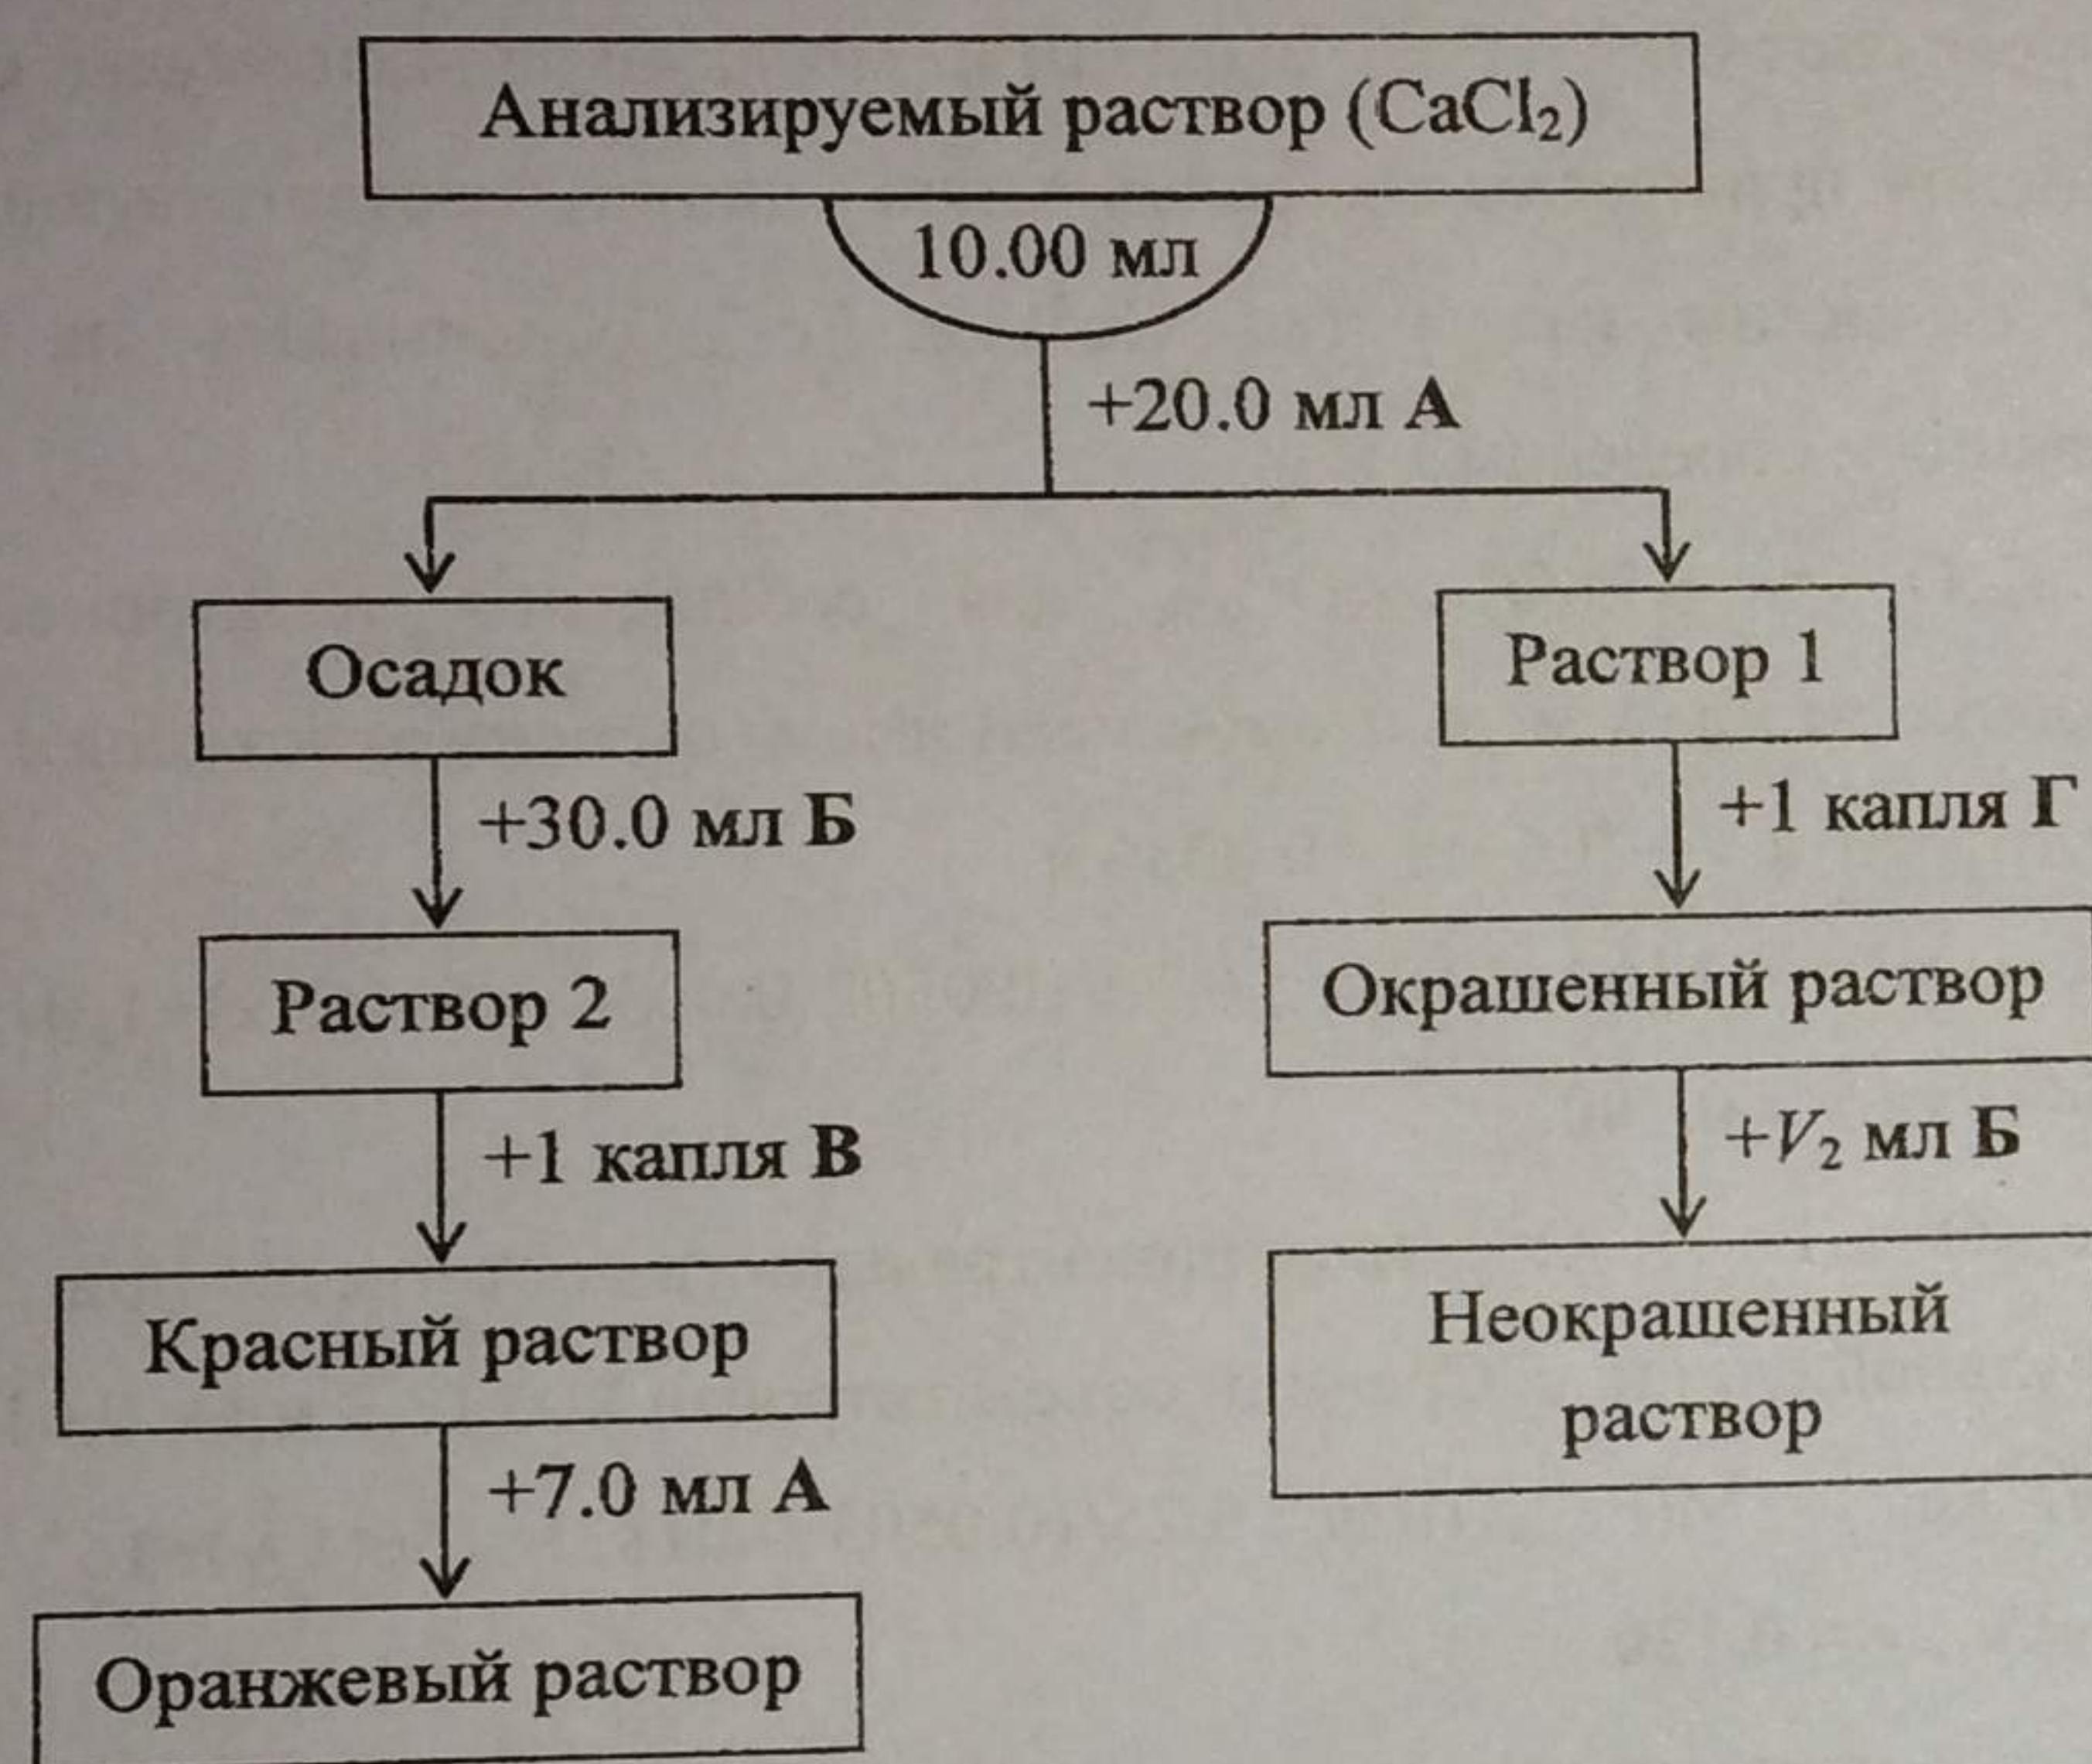 Анализируемый раствор (CaCl₂)
10.00 мл
+20.0 мл А
Осадок
Раствор 1
+30.0 мл Б
+1 капля Г
Раствор 2
Окрашенный раствор
+1 капля В
+V₂ мл Б
Красный раствор
Неокрашенный
раствор
+7.0 мл А
Оранжевый раствор